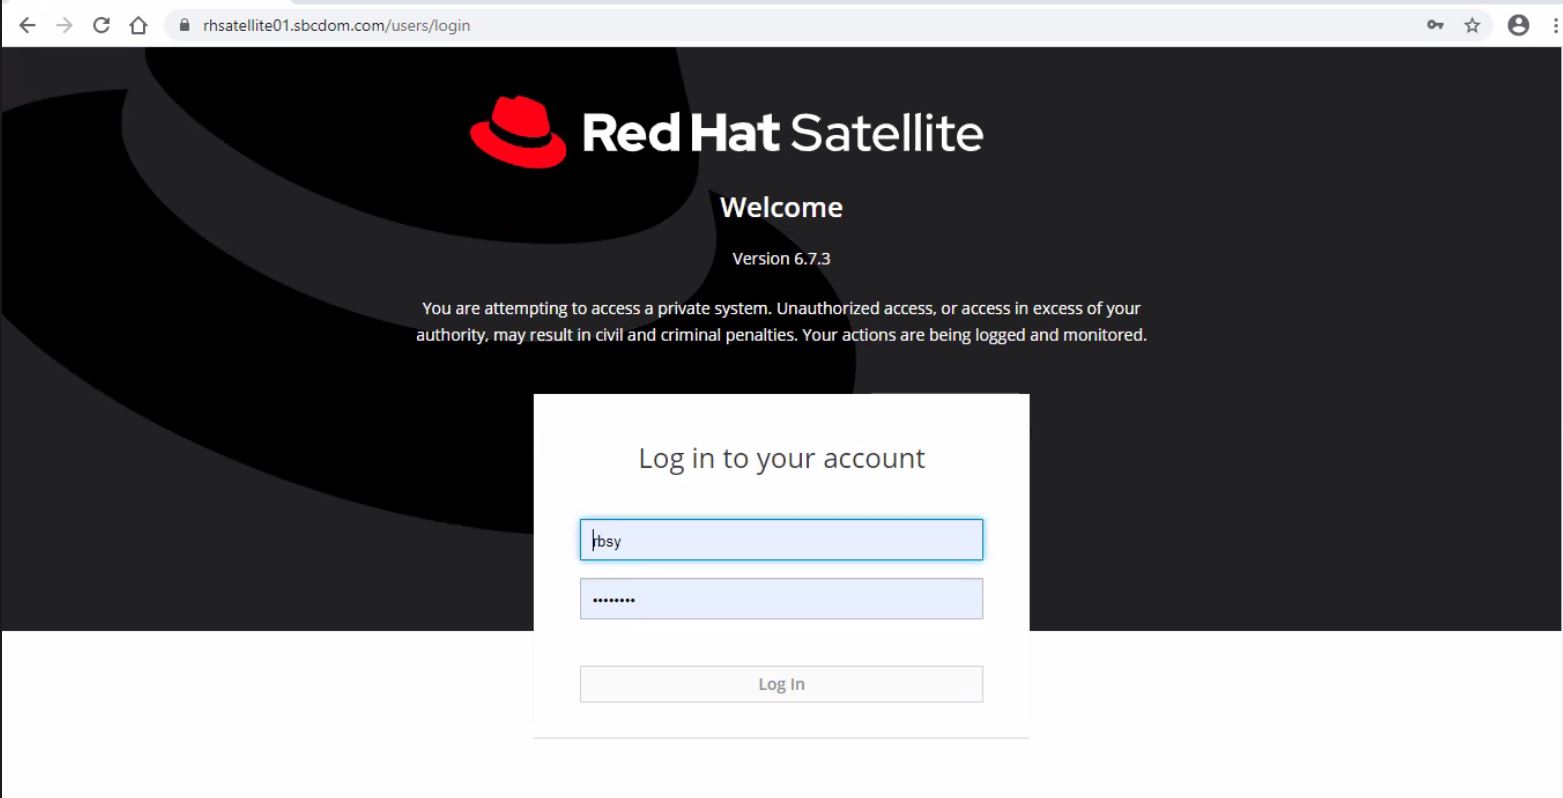 rhsatellite01.sbcdom.com/users/login
Red Hat Satellite
Welcome
Version 6.7.3
You are attempting to access a private system. Unauthorized access, or access in excess of your
authority, may result in civil and criminal penalties. Your actions are being logged and monitored.
Log in to your account
rbsy
••••••••
Log In